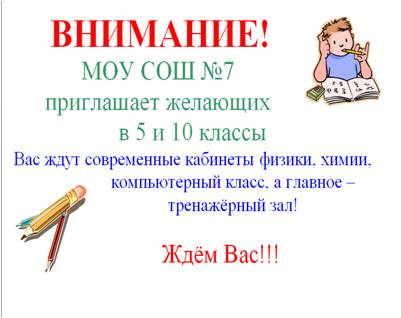 ВНИМАНИЕ!
МОУ СОШ №7
приглашает желающих
в 5 и 10 классы
Вас ждут современные кабинеты физики, химии,
компьютерный класс, а главное –
тренажёрный зал!
Ждём Вас!!!